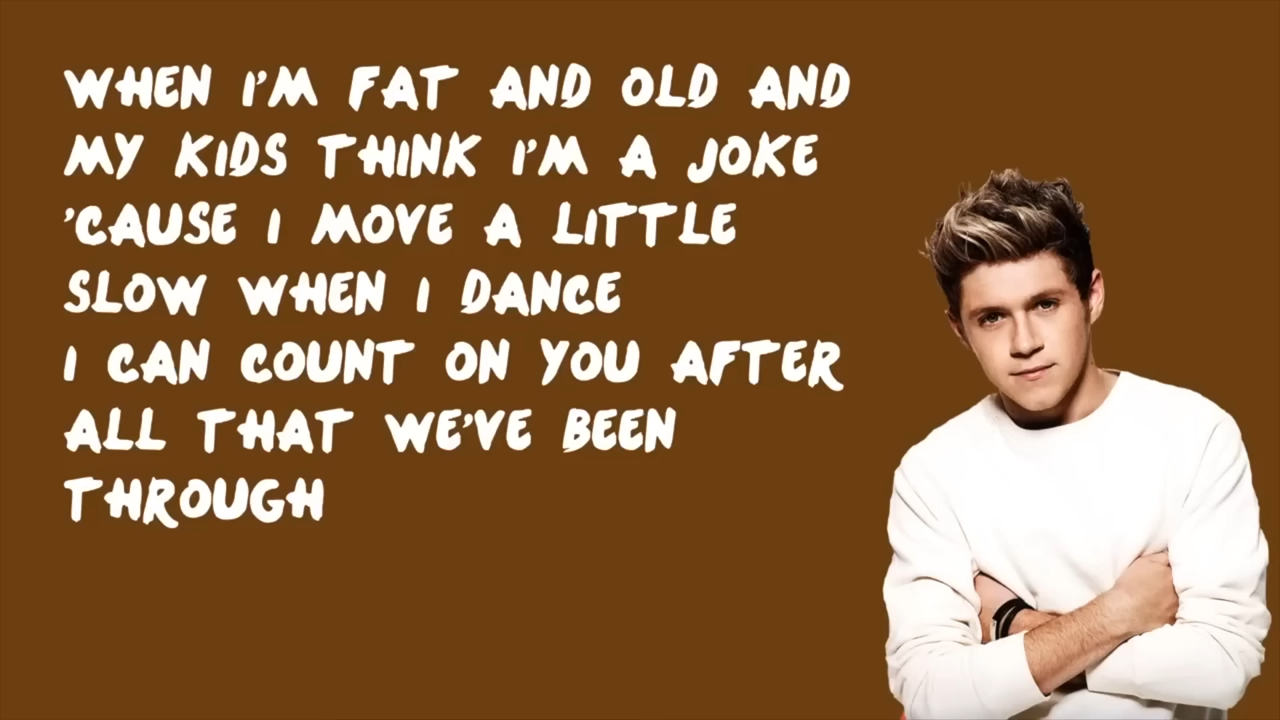 WHEN I'M FAT AND OLD AND
MY KIDS THINK I'M A JOKE
'CAUSE I MOVE A LITTLE
SLOW WHEN I DANCE
I CAN COUNT ON YOU AFTER
ALL THAT WE'VE BEEN
THROUGH